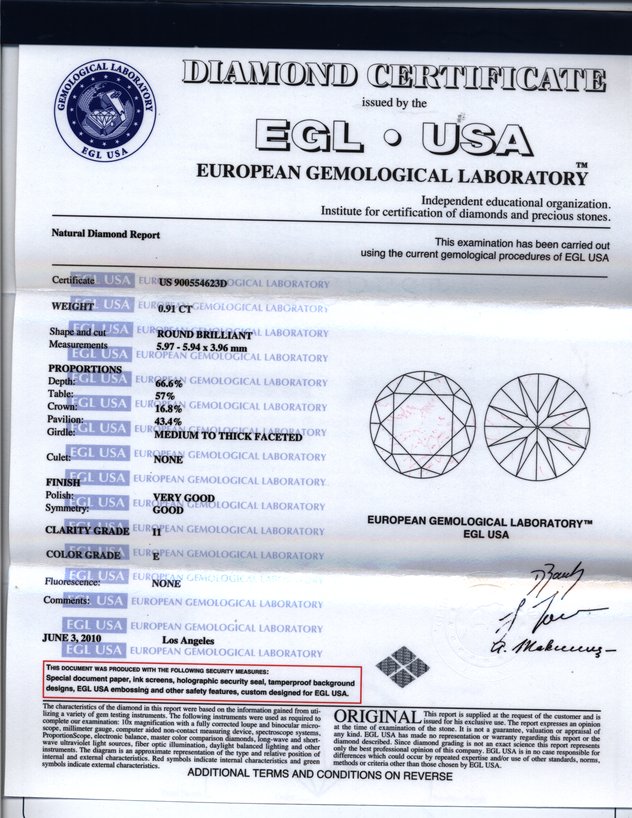 GEMOLOGICAL LABORATORY
EGL USA
DIAMOND CERTIFICATE
issued by the
EGL • USA
EUROPEAN GEMOLOGICAL LABORATORY™
Independent educational organization.
Institute for certification of diamonds and precious stones.
Natural Diamond Report
This examination has been carried out
using the current gemological procedures of EGL USA
Certificate US 900554623D
WEIGHT 0.91 CT
Shape and cut ROUND BRILLIANT
Measurements 5.97 - 5.94 x 3.96 mm
PROPORTIONS
Depth: 66.6%
Table: 57%
Crown: 16.8%
Pavilion: 43.4%
Girdle: MEDIUM TO THICK FACETED
Culet: NONE
FINISH
Polish: VERY GOOD
Symmetry: GOOD
CLARITY GRADE I1
COLOR GRADE E
Fluorescence: NONE
Comments:
EGL USA EUROPEAN GEMOLOGICAL LABORATORY
EUROPEAN GEMOLOGICAL LABORATORY™
EGL USA
JUNE 3, 2010 Los Angeles
THIS DOCUMENT WAS PRODUCED WITH THE FOLLOWING SECURITY MEASURES:
Special document paper, ink screens, holographic security seal, tamperproof background
designs, EGL USA embossing and other safety features, custom designed for EGL USA.
The characteristics of the diamond in this report were based on the information gained from uti-
lizing a variety of gem testing instruments. The following instruments were used as required to
complete our examination: 10x magnification with a fully corrected loupe and binocular micro-
scope, millimeter gauge, computer aided non-contact measuring device, spectroscope systems,
ProportionScope, electronic balance, master color comparison diamonds, long-wave and short-
wave ultraviolet light sources, fiber optic illumination, daylight balanced lighting and other
instruments. The diagram is an approximate representation of the type and relative position of
internal and external characteristics. Red symbols indicate internal characteristics and green
symbols indicate external characteristics.
ORIGINAL This report is supplied at the request of the customer and is
issued for his exclusive use. The report expresses an opinion
at the time of examination. It is not a guarantee, valuation or appraisal of
any kind. EGL USA has made no representation or warranty regarding this report or the
diamond described. Since diamond grading is not an exact science this report represents
only the best professional opinion of this company. EGL USA is in no case responsible for
differences which could occur by repeated expertise and/or use of other standards, norms,
methods or criteria other than those chosen by EGL USA.
ADDITIONAL TERMS AND CONDITIONS ON REVERSE